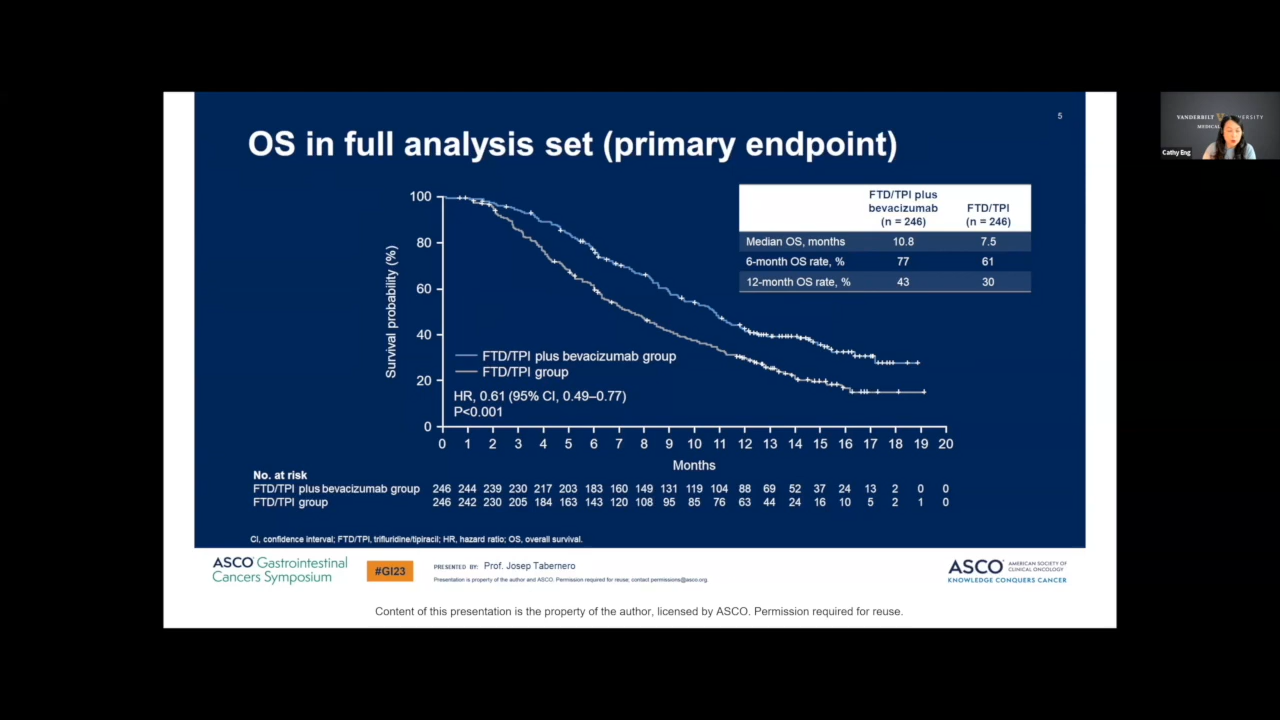 5
OS in full analysis set (primary endpoint)
FTD/TPI plus bevacizumab (n = 246) FTD/TPI (n = 246)
Median OS, months 10.8 7.5
6-month OS rate, % 77 61
12-month OS rate, % 43 30
Survival probability (%)
100
80
60
40
20
0
FTD/TPI plus bevacizumab group
FTD/TPI group
HR, 0.61 (95% CI, 0.49–0.77)
P<0.001
0 1 2 3 4 5 6 7 8 9 10 11 12 13 14 15 16 17 18 19 20
Months
No. at risk
FTD/TPI plus bevacizumab group 246 244 239 230 217 203 183 160 149 131 119 104 88 69 52 37 24 13 2 0 0
FTD/TPI group 246 242 230 205 184 163 143 120 108 95 85 76 63 44 24 16 10 5 2 1 0
CI, confidence interval; FTD/TPI, trifluridine/tipiracil; HR, hazard ratio; OS, overall survival.
ASCO Gastrointestinal
Cancers Symposium
#GI23
PRESENTED BY: Prof. Josep Tabernero
Presentation is property of the author and ASCO. Permission required for reuse; contact permissions@asco.org.
ASCO AMERICAN SOCIETY OF
CLINICAL ONCOLOGY
KNOWLEDGE CONQUERS CANCER
Content of this presentation is the property of the author, licensed by ASCO. Permission required for reuse.
VANDERBILT
MEDICAL
Cathy Eng